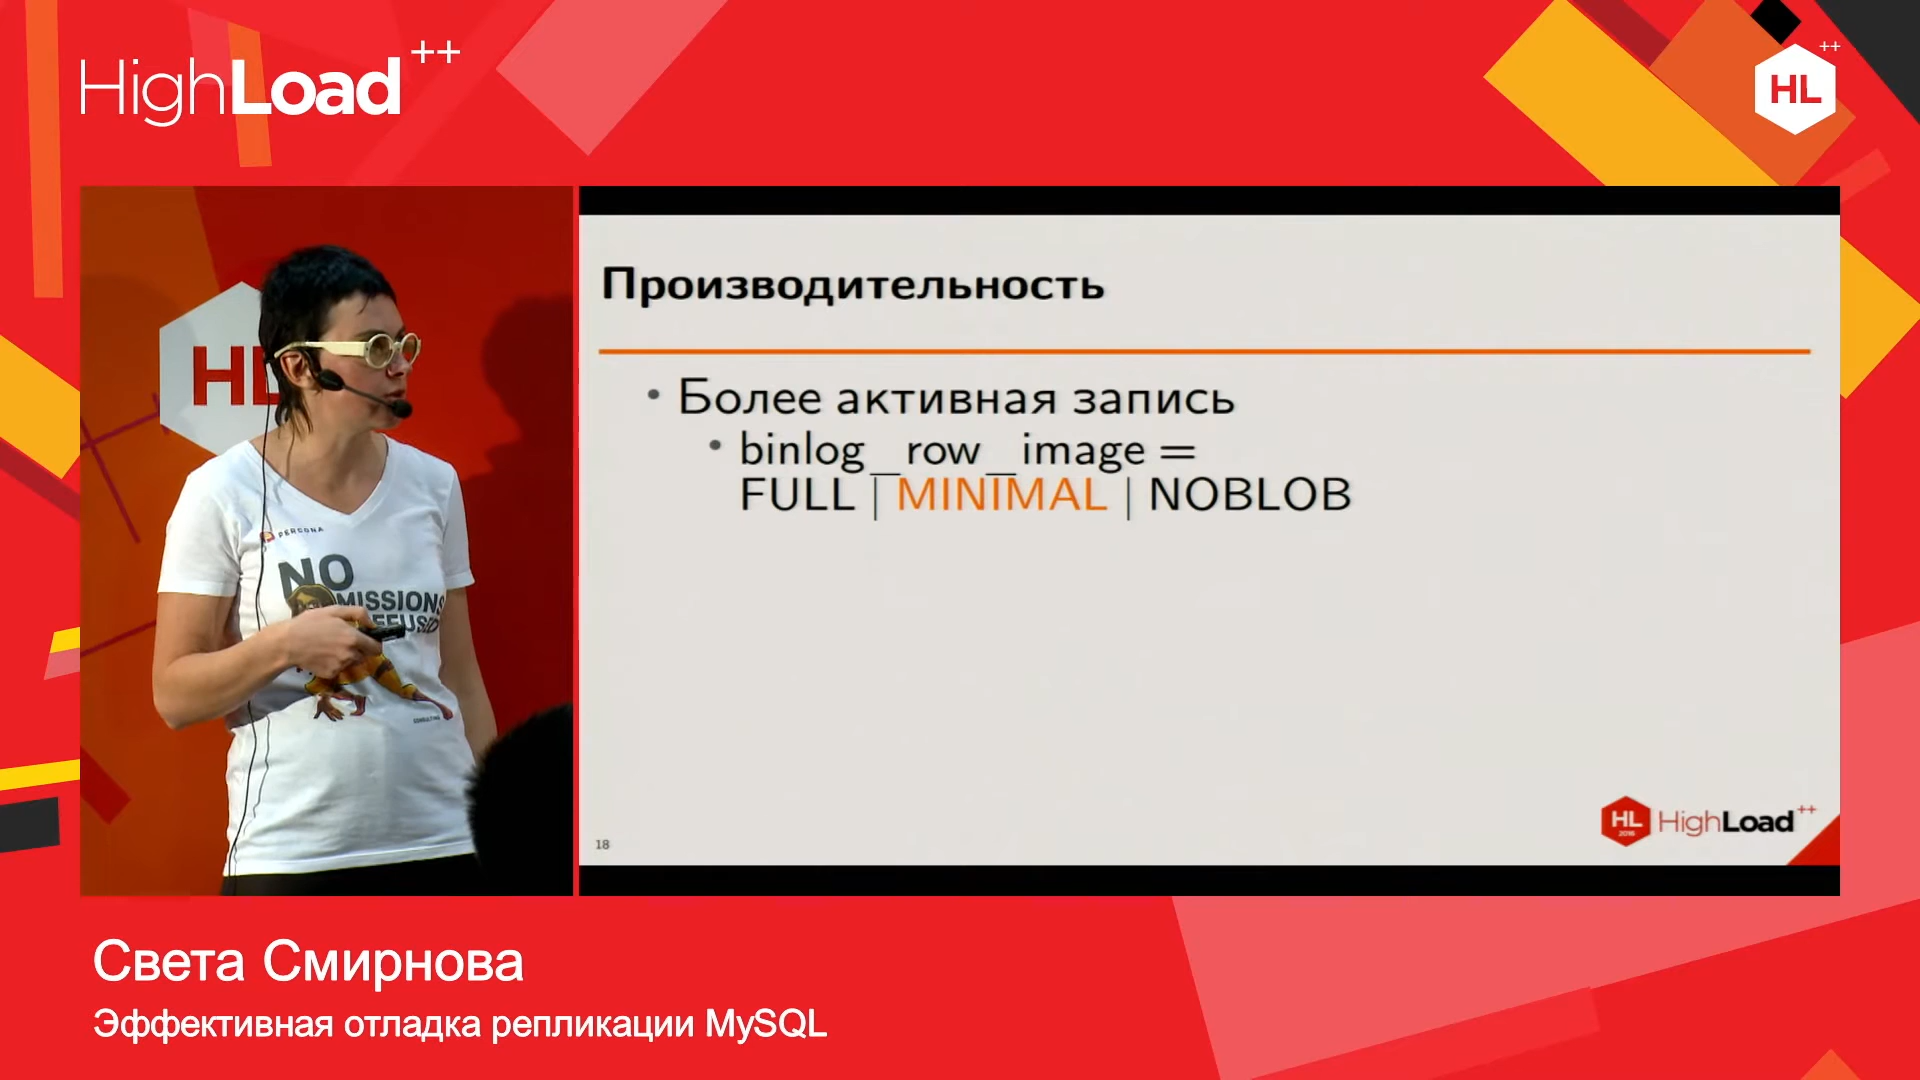 HighLoad++
HL++
HL
PERCONA
NO
Производительность
• Более активная запись
• binlog_row_image =
FULL | MINIMAL | NOBLOB
18
HL
2016
HighLoad++
Света Смирнова
Эффективная отладка репликации MySQL